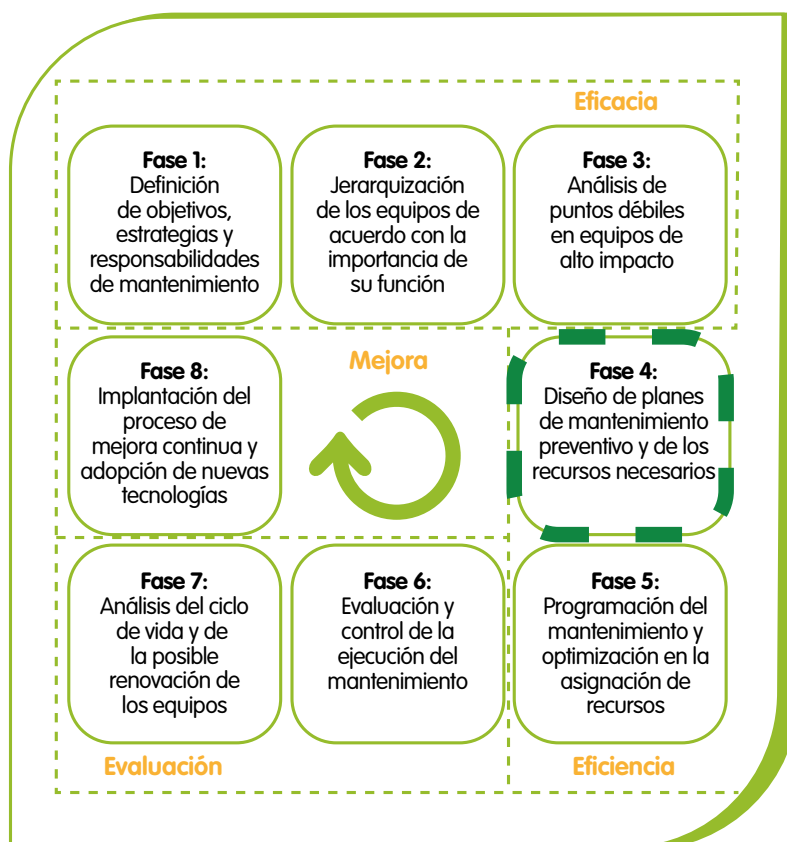 Eficacia
Fase 1:
Definición
de objetivos,
estrategias y
responsabilidades
de mantenimiento
Fase 2:
Jerarquización
de los equipos de
acuerdo con la
importancia de
su función
Fase 3:
Análisis de
puntos débiles
en equipos de
alto impacto
Fase 8:
Implantación del
proceso de
mejora continua y
adopción de nuevas
tecnologías
Mejora
Fase 4:
Diseño de planes
de mantenimiento
preventivo y de los
recursos necesarios
Fase 7:
Análisis del ciclo
de vida y de
la posible
renovación de
los equipos
Fase 6:
Evaluación y
control de la
ejecución del
mantenimiento
Fase 5:
Programación del
mantenimiento y
optimización en la
asignación de
recursos
Evaluación
Eficiencia